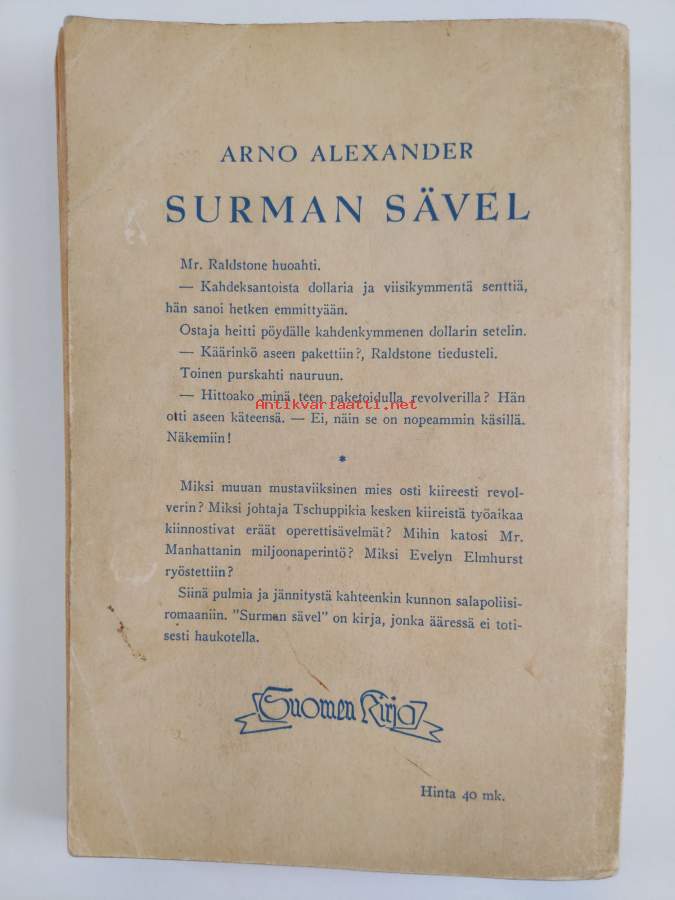 ARNO ALEXANDER
SURMAN SÄVEL
Mr. Raldstone huoahti.
— Kahdeksantoista dollaria ja viisikymmentä senttiä,
hän sanoi hetken emmittyään.
Ostaja heitti pöydälle kahdenkymmenen dollarin setelin.
— Käärinkö aseen pakettiin?, Raldstone tiedusteli.
Toinen purskahti nauruun.
— Hittoako minä teen paketoidulla revolverilla? Hän
Antikvariaatti.net
otti aseen käteensä. — Ei, näin se on nopeammin käsillä.
Näkemiin!
*
Miksi muuan mustaviiksinen mies osti kiireesti revol-
verin? Miksi johtaja Tschuppikia kesken kiireistä työaikaa
kiinnostivat eräät operettisävelmät? Mihin katosi Mr.
Manhattanin miljoonaperintö? Miksi Evelyn Elmhurst
ryöstettiin?
Siinä pulmia ja jännitystä kahteenkin kunnon salapoliisi-
romaaniin. ”Surman sävel” on kirja, jonka ääressä ei toti-
sesti haukotella.
Suomen Kirja
Hinta 40 mk.